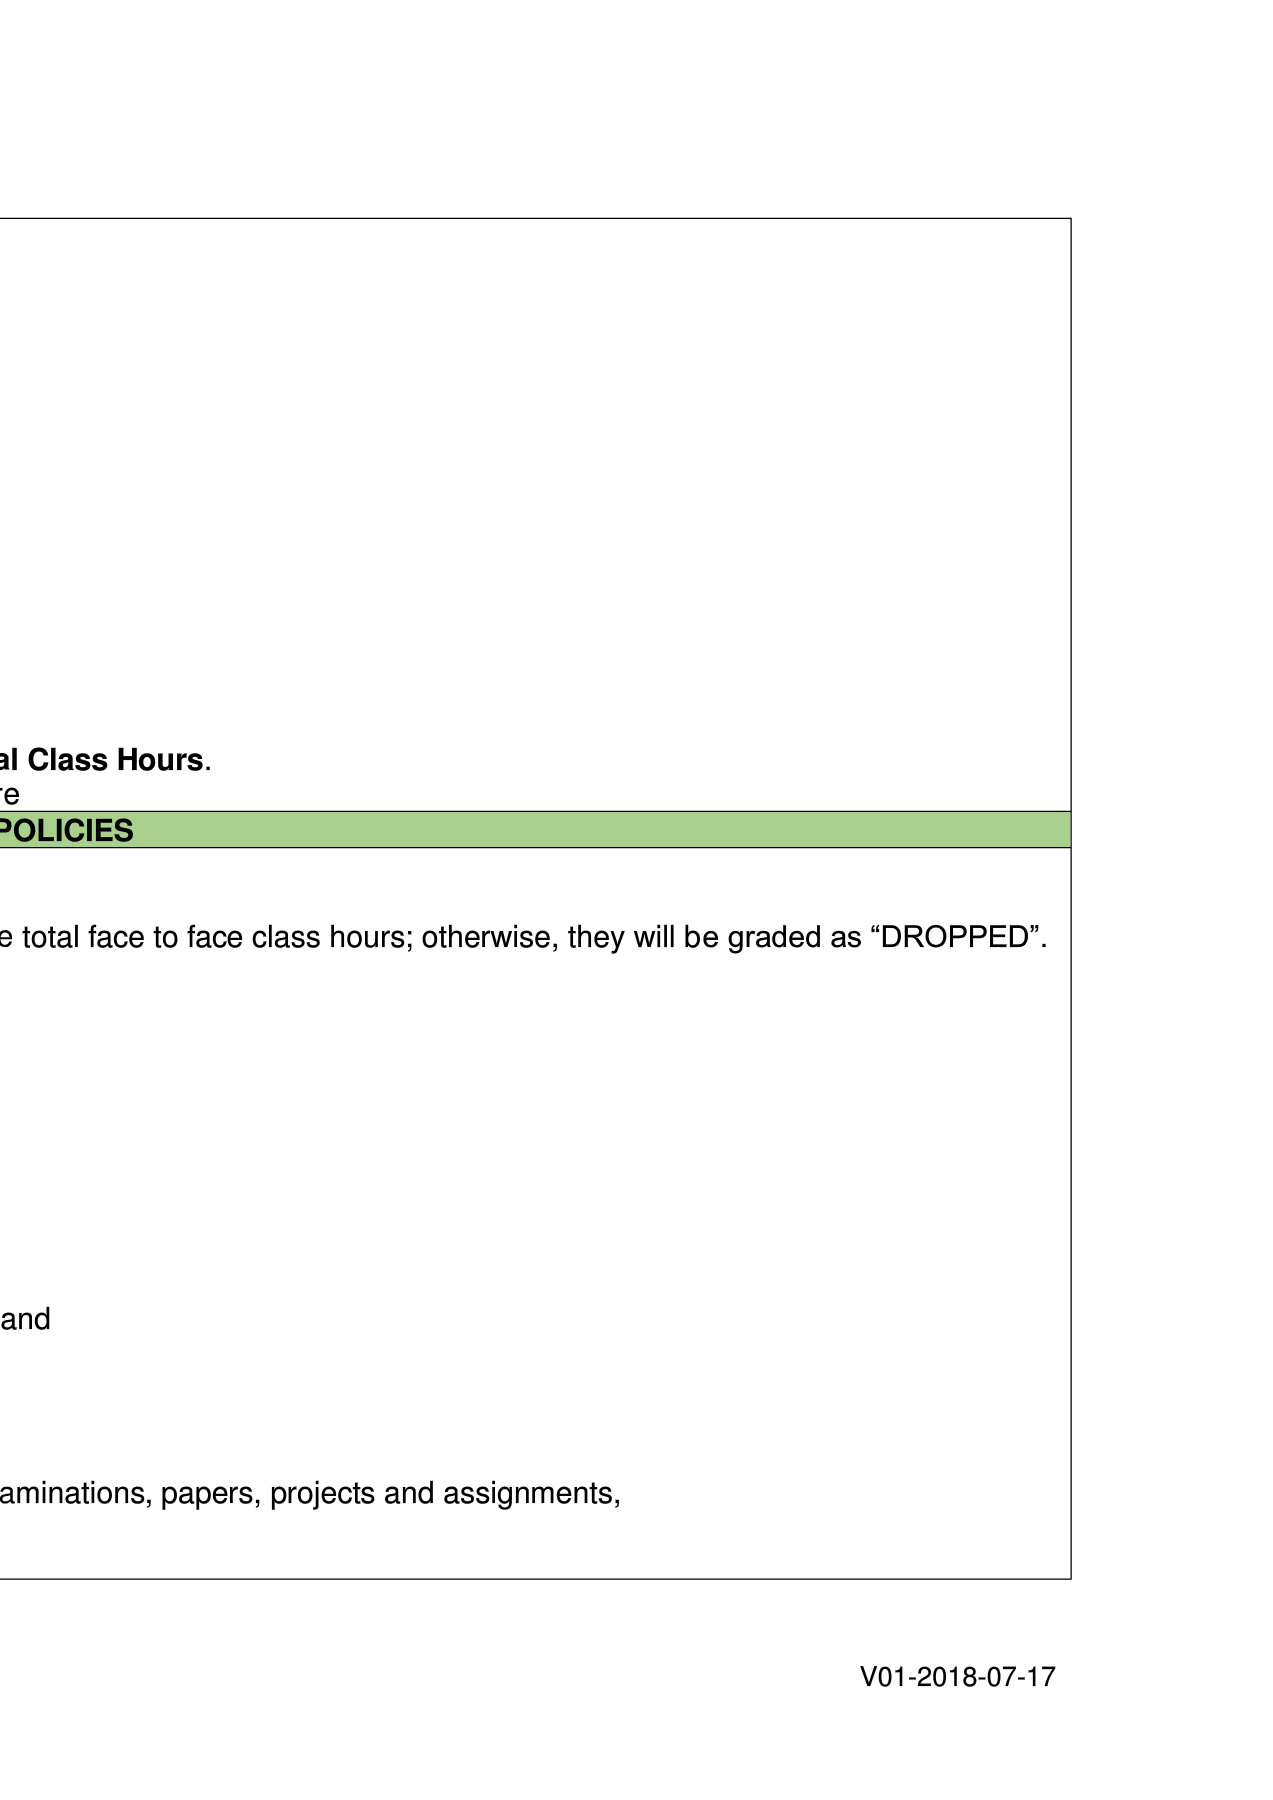 al Class Hours.
re
POLICIES
e total face to face class hours; otherwise, they will be graded as “DROPPED”.
and
aminations, papers, projects and assignments,
V01-2018-07-17